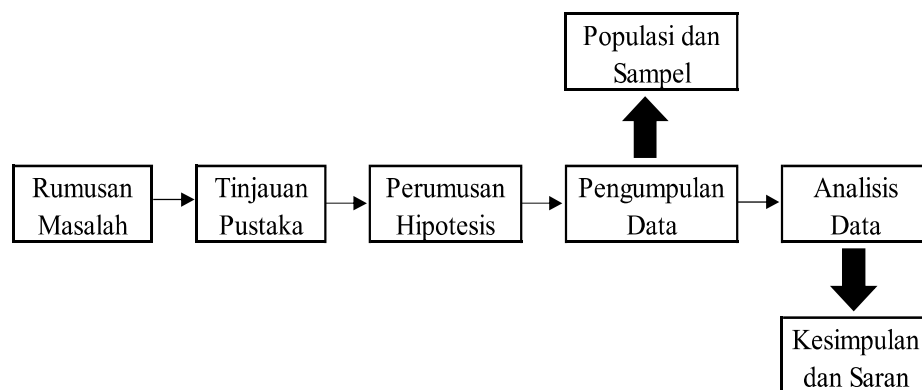 Populasi dan
Sampel
Rumusan
Masalah
Tinjauan
Pustaka
Perumusan
Hipotesis
Pengumpulan
Data
Analisis
Data
Kesimpulan
dan Saran